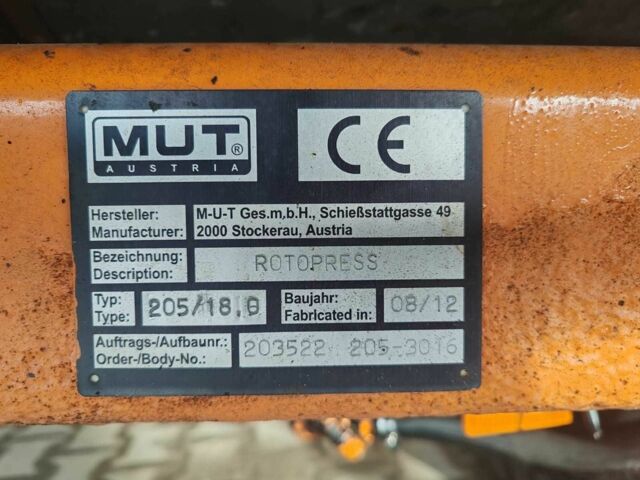 MUT®
AUSTRIA
CE
Hersteller:
Manufacturer:
M-U-T Ges.m.b.H., Schießstattgasse 49
2000 Stockerau, Austria
Bezeichnung:
Description:
ROTOPRESS
Typ:
Type:
205/18.0
Baujahr:
Fabricated in:
08/12
Auftrags-/Aufbaunr.:
Order-/Body-No.:
203522 205-3016